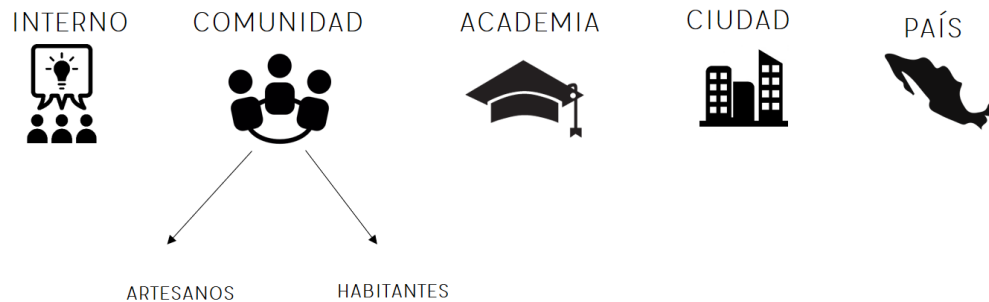 INTERNO
COMUNIDAD
ACADEMIA
CIUDAD
PAÍS
ARTESANOS
HABITANTES